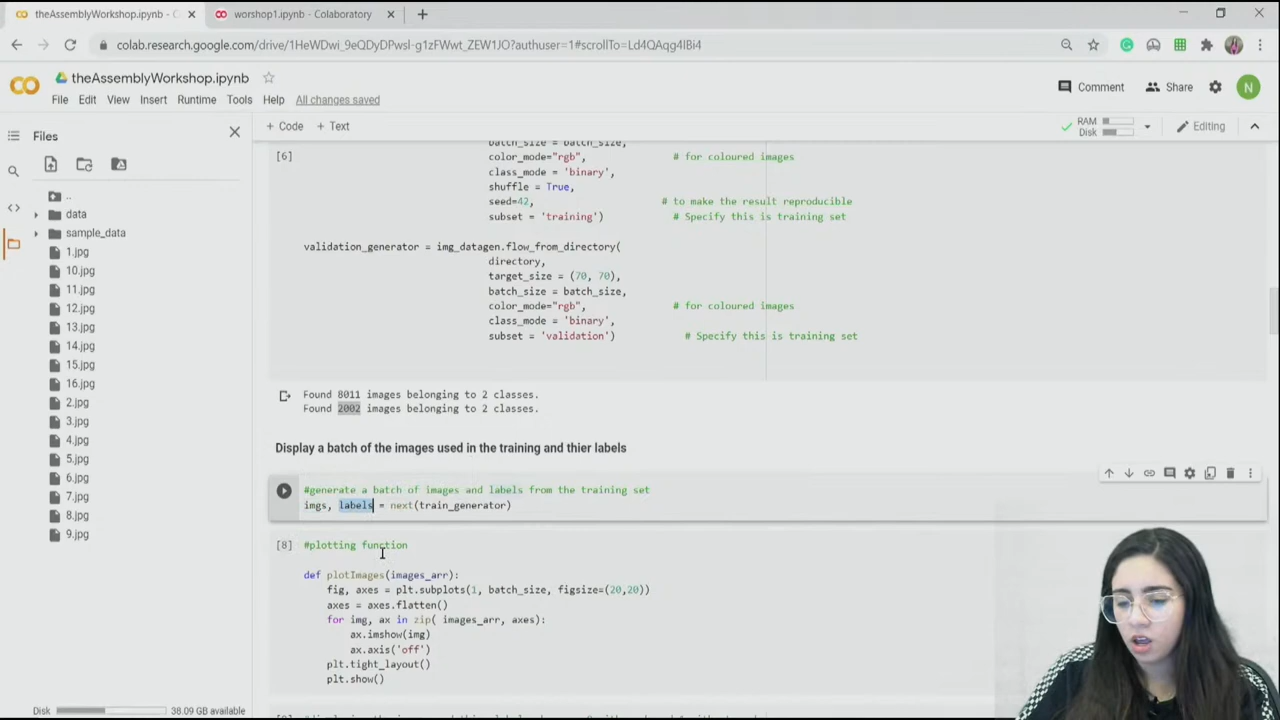 theAssemblyWorkshop.ipynb - C
worshop1.ipynb - Colaboratory
colab.research.google.com/drive/1HeWDwi_9eQDyDPwsl-g1zFWwt_ZEW1JO?authuser=1#scrollTo=Ld4QAqg4IBi4
theAssemblyWorkshop.ipynb
Comment
Share
N
File Edit View Insert Runtime Tools Help All changes saved
Files
+ Code + Text
RAM
Disk
Editing
..
data
sample_data
1.jpg
10.jpg
11.jpg
12.jpg
13.jpg
14.jpg
15.jpg
16.jpg
2.jpg
3.jpg
4.jpg
5.jpg
6.jpg
7.jpg
8.jpg
9.jpg
Disk 38.09 GB available
[6]
batch_size = batch_size,
color_mode="rgb", # for coloured images
class_mode = 'binary',
shuffle = True,
seed=42, # to make the result reproducible
subset = 'training') # Specify this is training set
validation_generator = img_datagen.flow_from_directory(
directory,
target_size = (70, 70),
batch_size = batch_size,
color_mode="rgb", # for coloured images
class_mode = 'binary',
subset = 'validation') # Specify this is training set
Found 8011 images belonging to 2 classes.
Found 2002 images belonging to 2 classes.
Display a batch of the images used in the training and thier labels
#generate a batch of images and labels from the training set
imgs, labels = next(train_generator)
[8] #plotting function
def plotImages(images_arr):
fig, axes = plt.subplots(1, batch_size, figsize=(20,20))
axes = axes.flatten()
for img, ax in zip( images_arr, axes):
ax.imshow(img)
ax.axis('off')
plt.tight_layout()
plt.show()